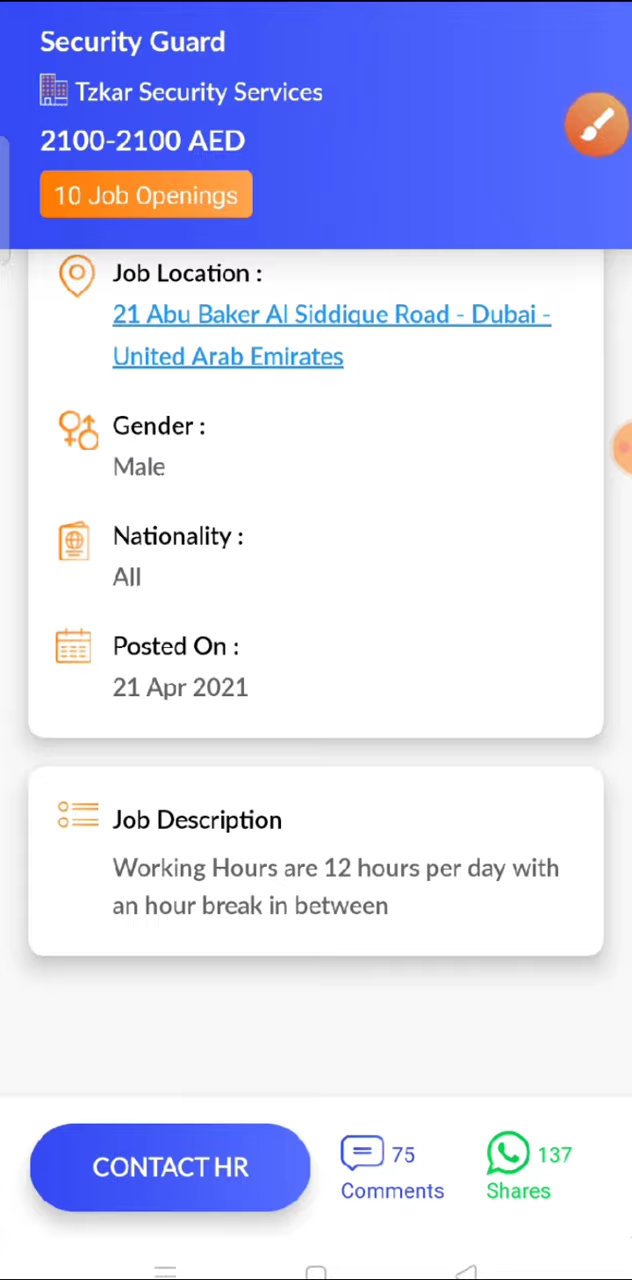 Security Guard
Tzkar Security Services
2100-2100 AED
10 Job Openings
Job Location :
21 Abu Baker Al Siddique Road - Dubai -
United Arab Emirates
Gender :
Male
Nationality :
All
Posted On :
21 Apr 2021
Job Description
Working Hours are 12 hours per day with
an hour break in between
CONTACT HR
75
Comments
137
Shares